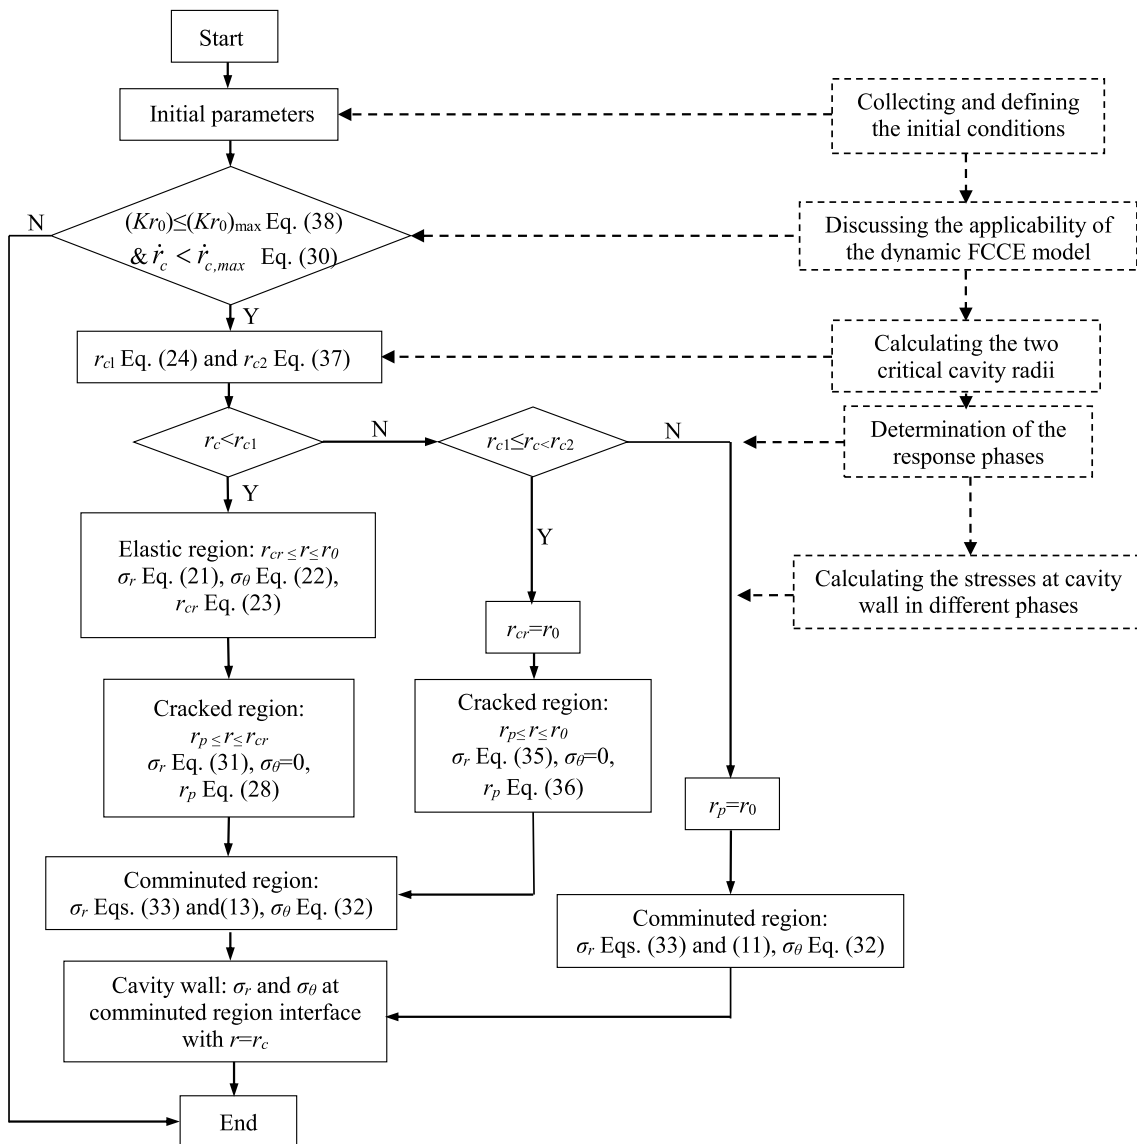 Start
Initial parameters
Collecting and defining
the initial conditions
N
(Kr₀)≤(Kr₀)max Eq. (38)
& ṙc < ṙc,max Eq. (30)
Discussing the applicability of
the dynamic FCCE model
Y
rc1 Eq. (24) and rc2 Eq. (37)
Calculating the two
critical cavity radii
rc<rc1
N
rc1≤rc<rc2
N
Determination of the
response phases
Y
Y
Elastic region: rcr ≤ r≤ r0
σr Eq. (21), σθ Eq. (22),
rcr Eq. (23)
Calculating the stresses at cavity
wall in different phases
rcr=r0
Cracked region:
rp ≤ r≤ rcr
σr Eq. (31), σθ=0,
rp Eq. (28)
Cracked region:
rp≤ r≤ r0
σr Eq. (35), σθ=0,
rp Eq. (36)
rp=r0
Comminuted region:
σr Eqs. (33) and(13), σθ Eq. (32)
Comminuted region:
σr Eqs. (33) and (11), σθ Eq. (32)
Cavity wall: σr and σθ at
comminuted region interface
with r=rc
End